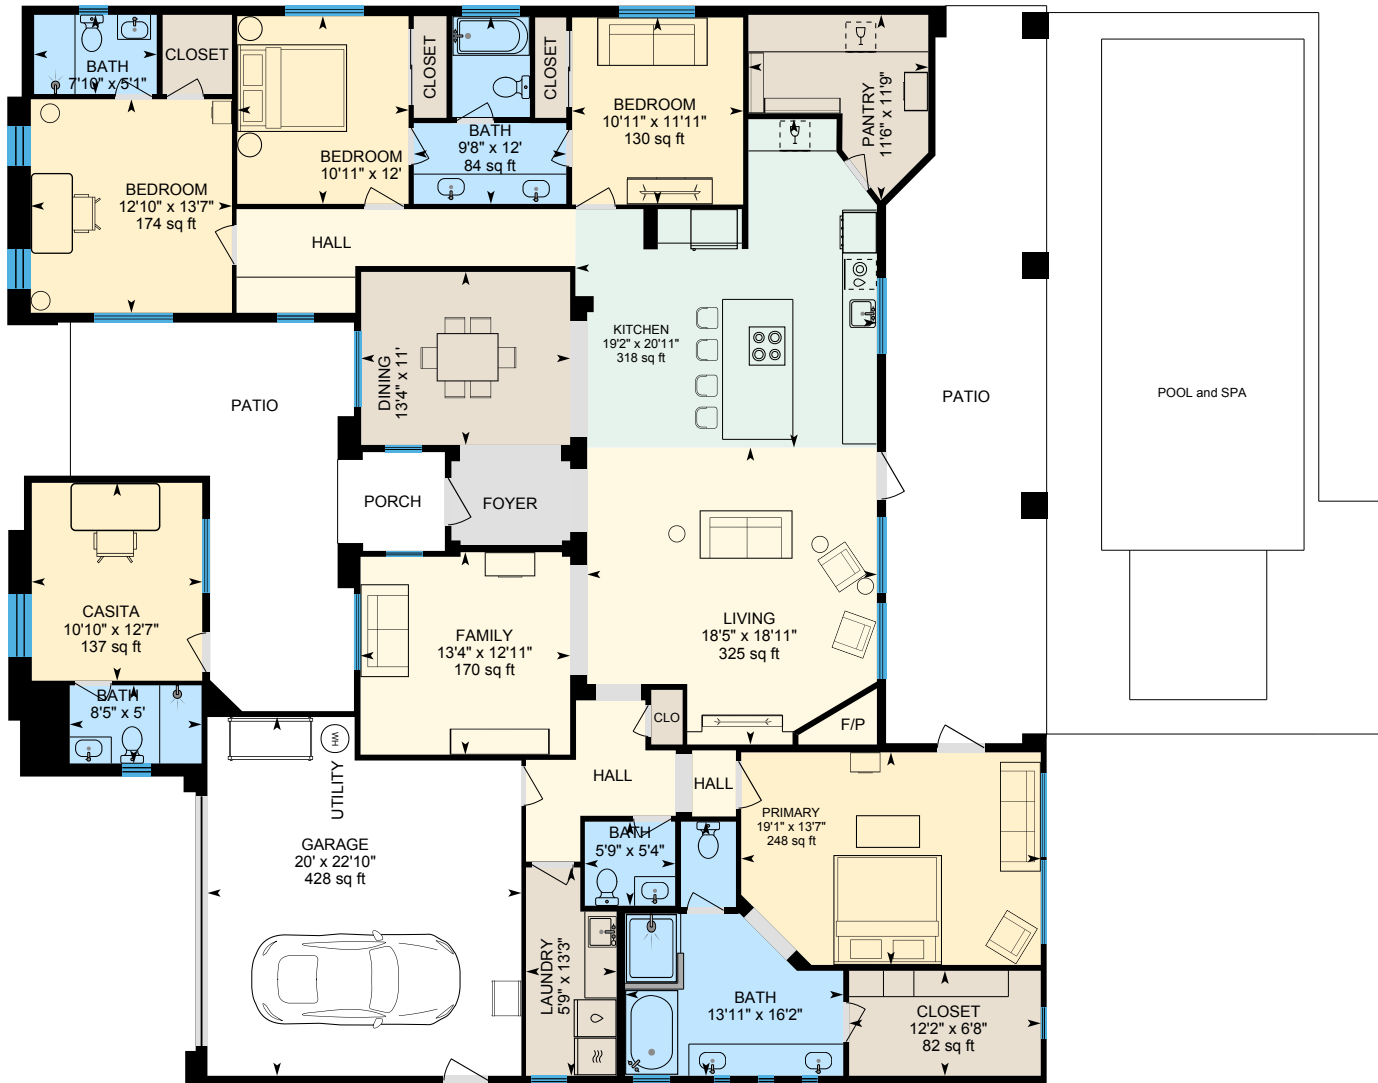 BATH
7'10" x 5'1"
CLOSET
BEDROOM
10'11" x 12'
CLOSET
CLOSET
BATH
9'8" x 12'
84 sq ft
BEDROOM
10'11" x 11'11"
130 sq ft
PANTRY
11'6" x 11'9"
BEDROOM
12'10" x 13'7"
174 sq ft
HALL
KITCHEN
19'2" x 20'11"
318 sq ft
DINING
13'4" x 11'
PATIO
PATIO
POOL and SPA
PORCH
FOYER
CASITA
10'10" x 12'7"
137 sq ft
FAMILY
13'4" x 12'11"
170 sq ft
LIVING
18'5" x 18'11"
325 sq ft
BATH
8'5" x 5'
CLO
F/P
WH
UTILITY
HALL
HALL
PRIMARY
19'1" x 13'7"
248 sq ft
GARAGE
20' x 22'10"
428 sq ft
BATH
5'9" x 5'4"
LAUNDRY
5'9" x 13'3"
BATH
13'11" x 16'2"
CLOSET
12'2" x 6'8"
82 sq ft